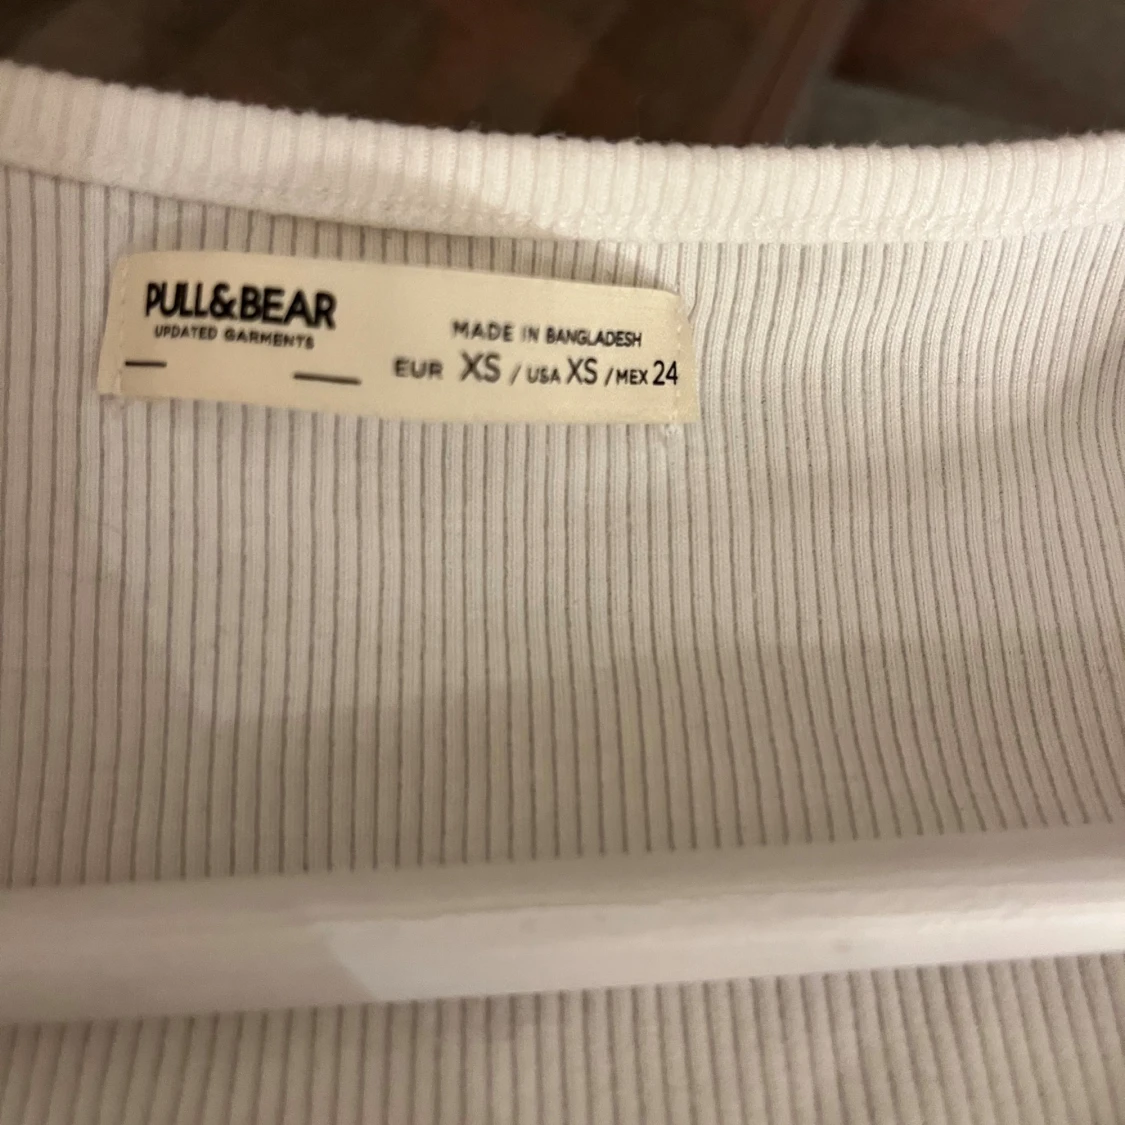 PULL&BEAR
UPDATED GARMENTS
MADE IN BANGLADESH
EUR XS / USA XS / MEX 24